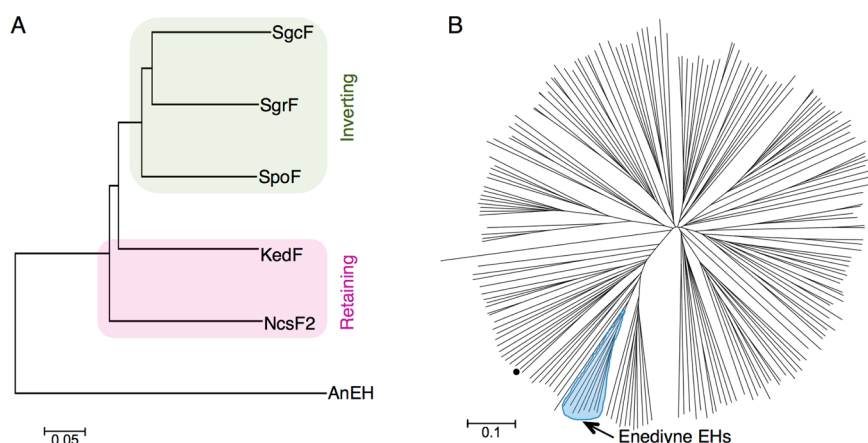 A
SgcF
SgrF
SpoF
KedF
NcsF2
AnEH
Inverting
Retaining
0.05
B
0.1
Enediyne EHs